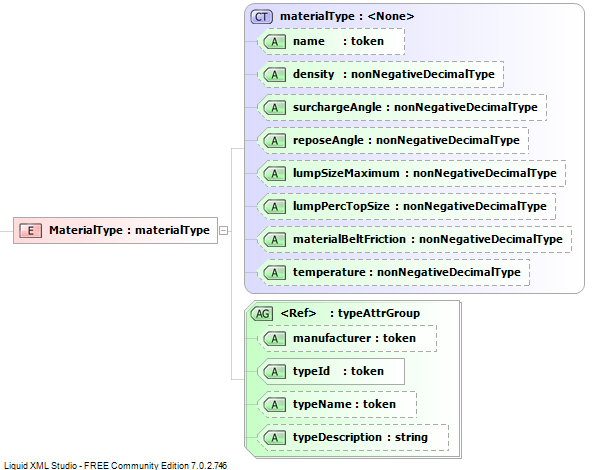 CT materialType : <None>
A name : token
A density : nonNegativeDecimalType
A surchargeAngle : nonNegativeDecimalType
A reposeAngle : nonNegativeDecimalType
A lumpSizeMaximum : nonNegativeDecimalType
A lumpPercTopSize : nonNegativeDecimalType
E MaterialType : materialType
A materialBeltFriction : nonNegativeDecimalType
A temperature : nonNegativeDecimalType
AG <Ref> : typeAttrGroup
A manufacturer : token
A typeId : token
A typeName : token
A typeDescription : string
Liquid XML Studio - FREE Community Edition 7.0.2.746